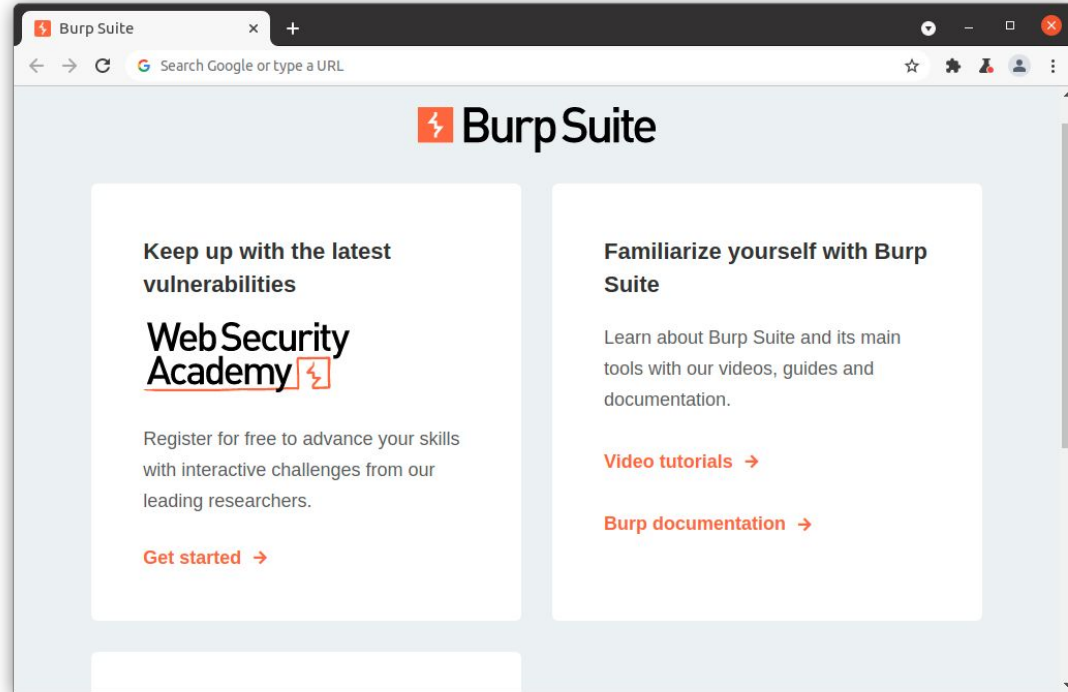 Burp Suite
Search Google or type a URL
Burp Suite
Keep up with the latest
vulnerabilities
Web Security
Academy
Register for free to advance your skills
with interactive challenges from our
leading researchers.
Get started →
Familiarize yourself with Burp
Suite
Learn about Burp Suite and its main
tools with our videos, guides and
documentation.
Video tutorials →
Burp documentation →